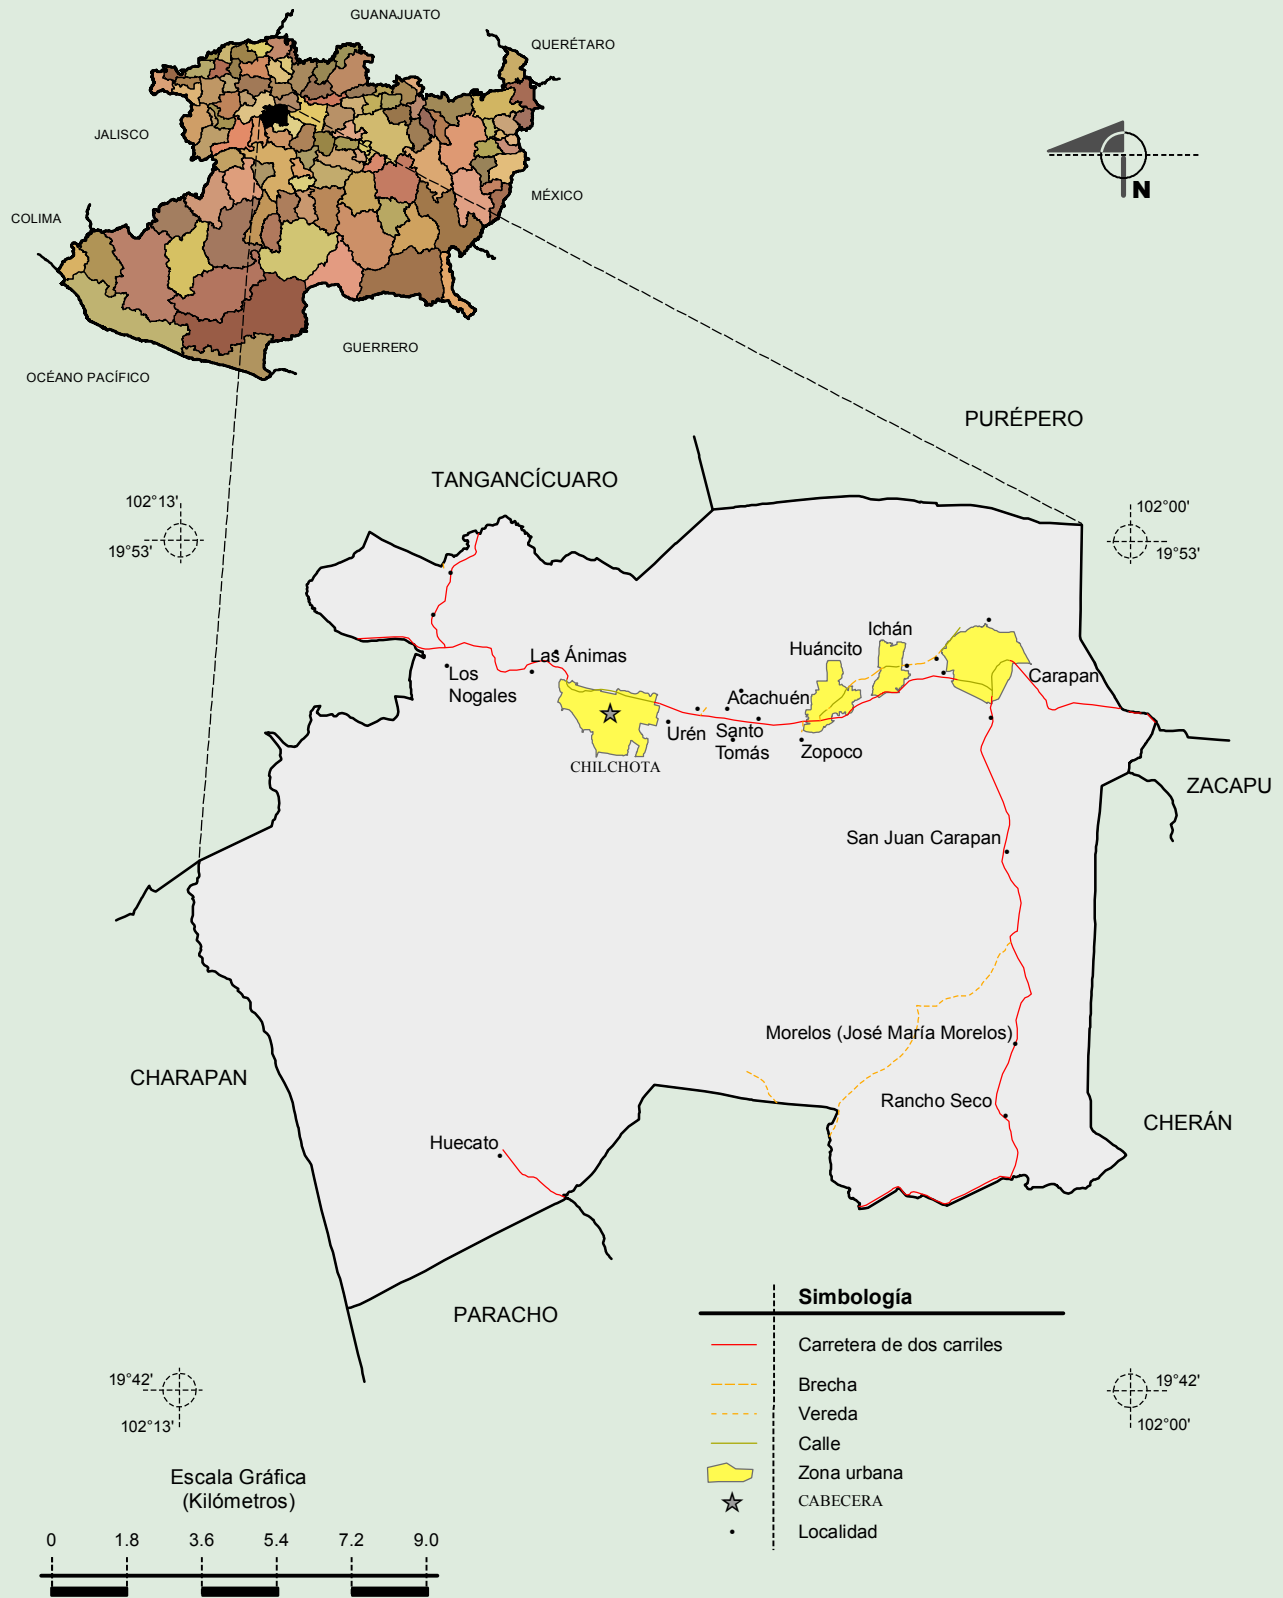 GUANAJUATO
QUERÉTARO
JALISCO
MÉXICO
COLIMA
GUERRERO
OCÉANO PACÍFICO
N
PURÉPERO
TANGANCÍCUARO
102°13'
19°53'
102°00'
19°53'
Ichán
Huáncito
Las Ánimas
Los
Nogales
Carapan
Acachuén
Urén
Santo
Tomás
Zopoco
CHILCHOTA
ZACAPU
San Juan Carapan
Morelos (José María Morelos)
CHARAPAN
Rancho Seco
CHERÁN
Huecato
PARACHO
Simbología
Carretera de dos carriles
Brecha
Vereda
Calle
Zona urbana
CABECERA
Localidad
19°42'
102°13'
19°42'
102°00'
Escala Gráfica
(Kilómetros)
0 1.8 3.6 5.4 7.2 9.0